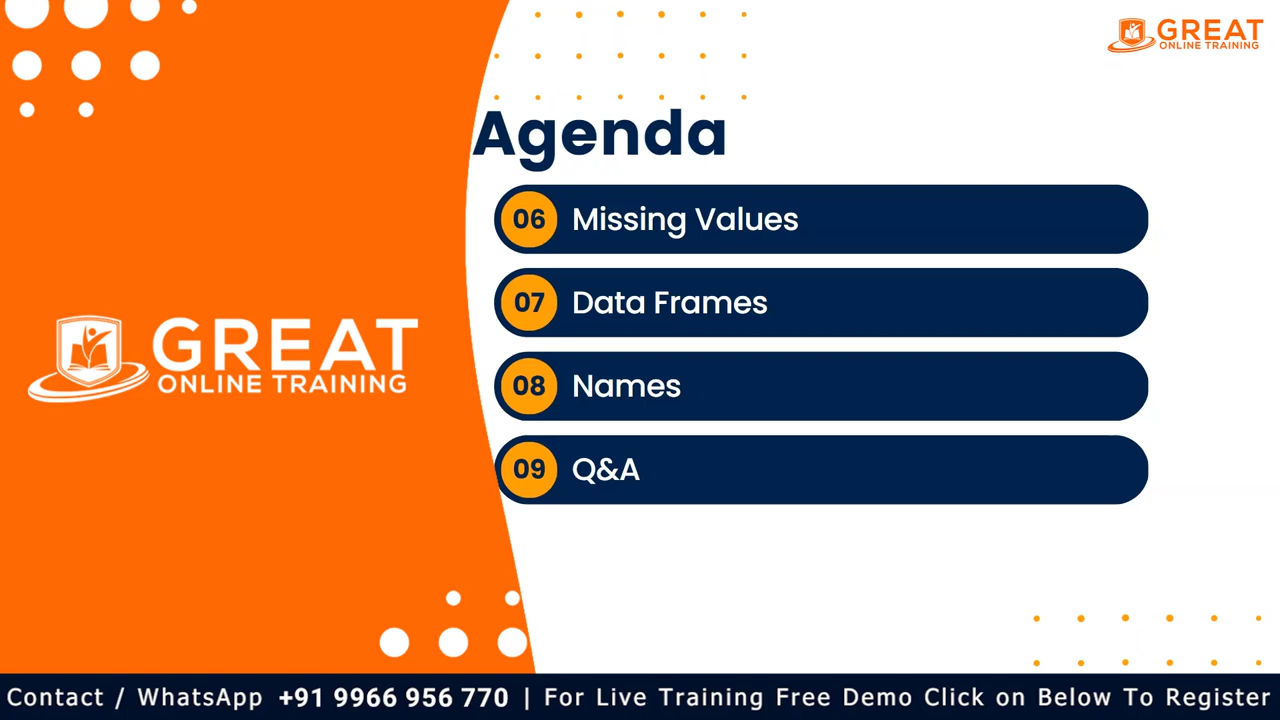 GREAT
ONLINE TRAINING
Agenda
06 Missing Values
07 Data Frames
08 Names
09 Q&A
GREAT
ONLINE TRAINING
Contact / WhatsApp +91 9966 956 770 | For Live Training Free Demo Click on Below To Register